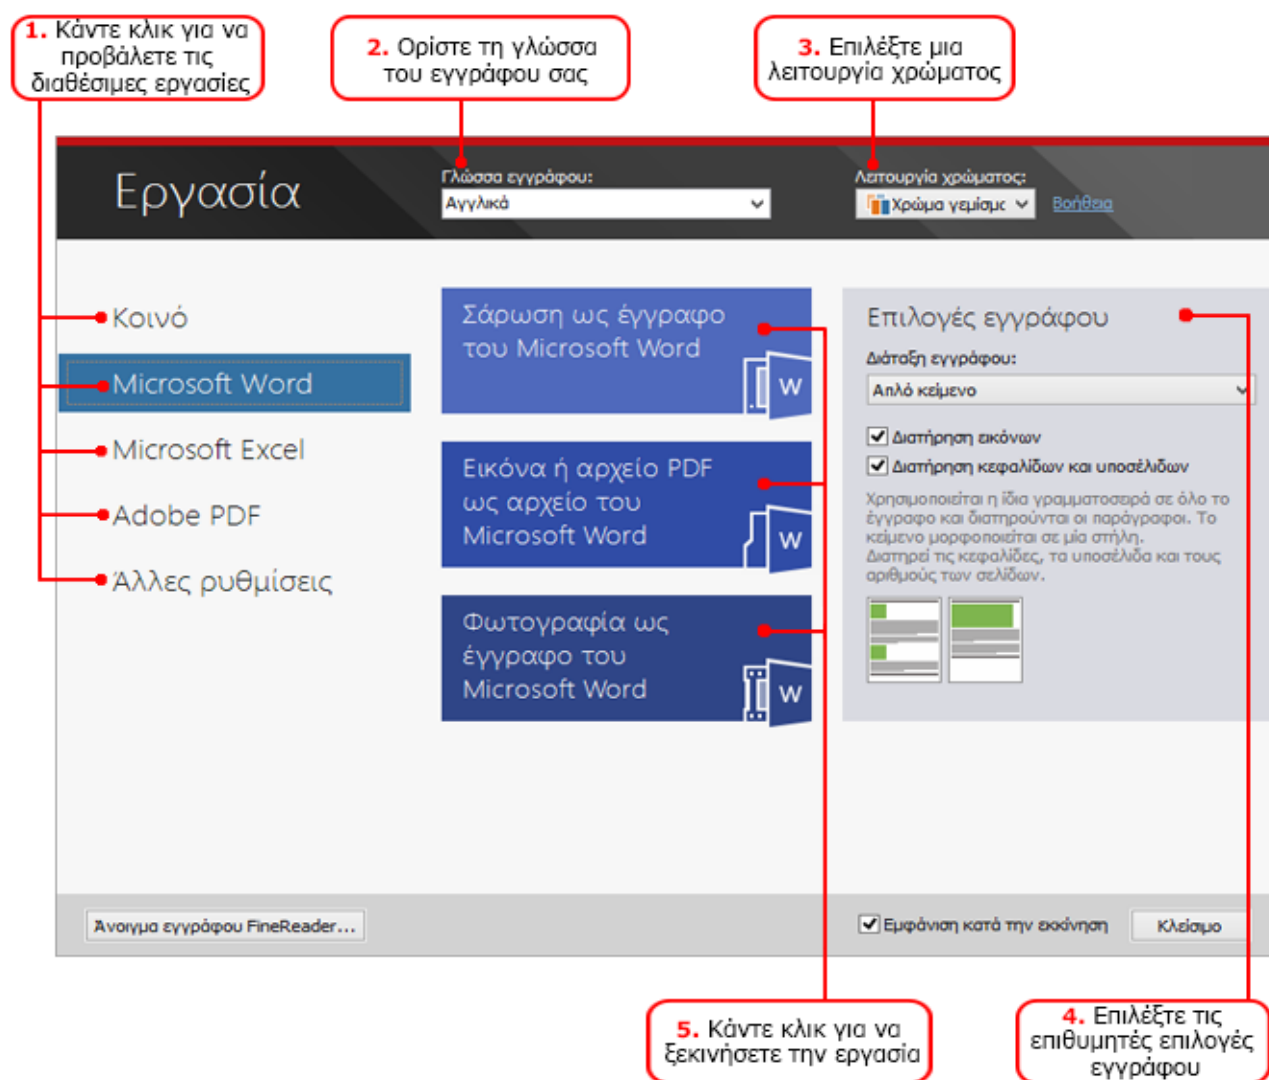 1. Κάντε κλικ για να
προβάλετε τις
διαθέσιμες εργασίες
2. Ορίστε τη γλώσσα
του εγγράφου σας
3. Επιλέξτε μια
λειτουργία χρώματος
Εργασία
Γλώσσα εγγράφου:
Αγγλικά
Λειτουργία χρώματος:
Χρώμα γεμίσμς
Βοήθεια
Κοινό
Microsoft Word
Microsoft Excel
Adobe PDF
Άλλες ρυθμίσεις
Σάρωση ως έγγραφο
του Microsoft Word
W
Εικόνα ή αρχείο PDF
ως αρχείο του
Microsoft Word
W
Φωτογραφία ως
έγγραφο του
Microsoft Word
W
Επιλογές εγγράφου
Διάταξη εγγράφου:
Απλό κείμενο
Διατήρηση εικόνων
Διατήρηση κεφαλίδων και υποσέλιδων
Χρησιμοποιείται η ίδια γραμματοσειρά σε όλο το
έγγραφο και διατηρούνται οι παράγραφοι. Το
κείμενο μορφοποιείται σε μία στήλη.
Διατηρεί τις κεφαλίδες, τα υποσέλιδα και τους
αριθμούς των σελίδων.
Άνοιγμα εγγράφου FineReader...
Εμφάνιση κατά την εκκίνηση
Κλείσιμο
5. Κάντε κλικ για να
ξεκινήσετε την εργασία
4. Επιλέξτε τις
επιθυμητές επιλογές
εγγράφου